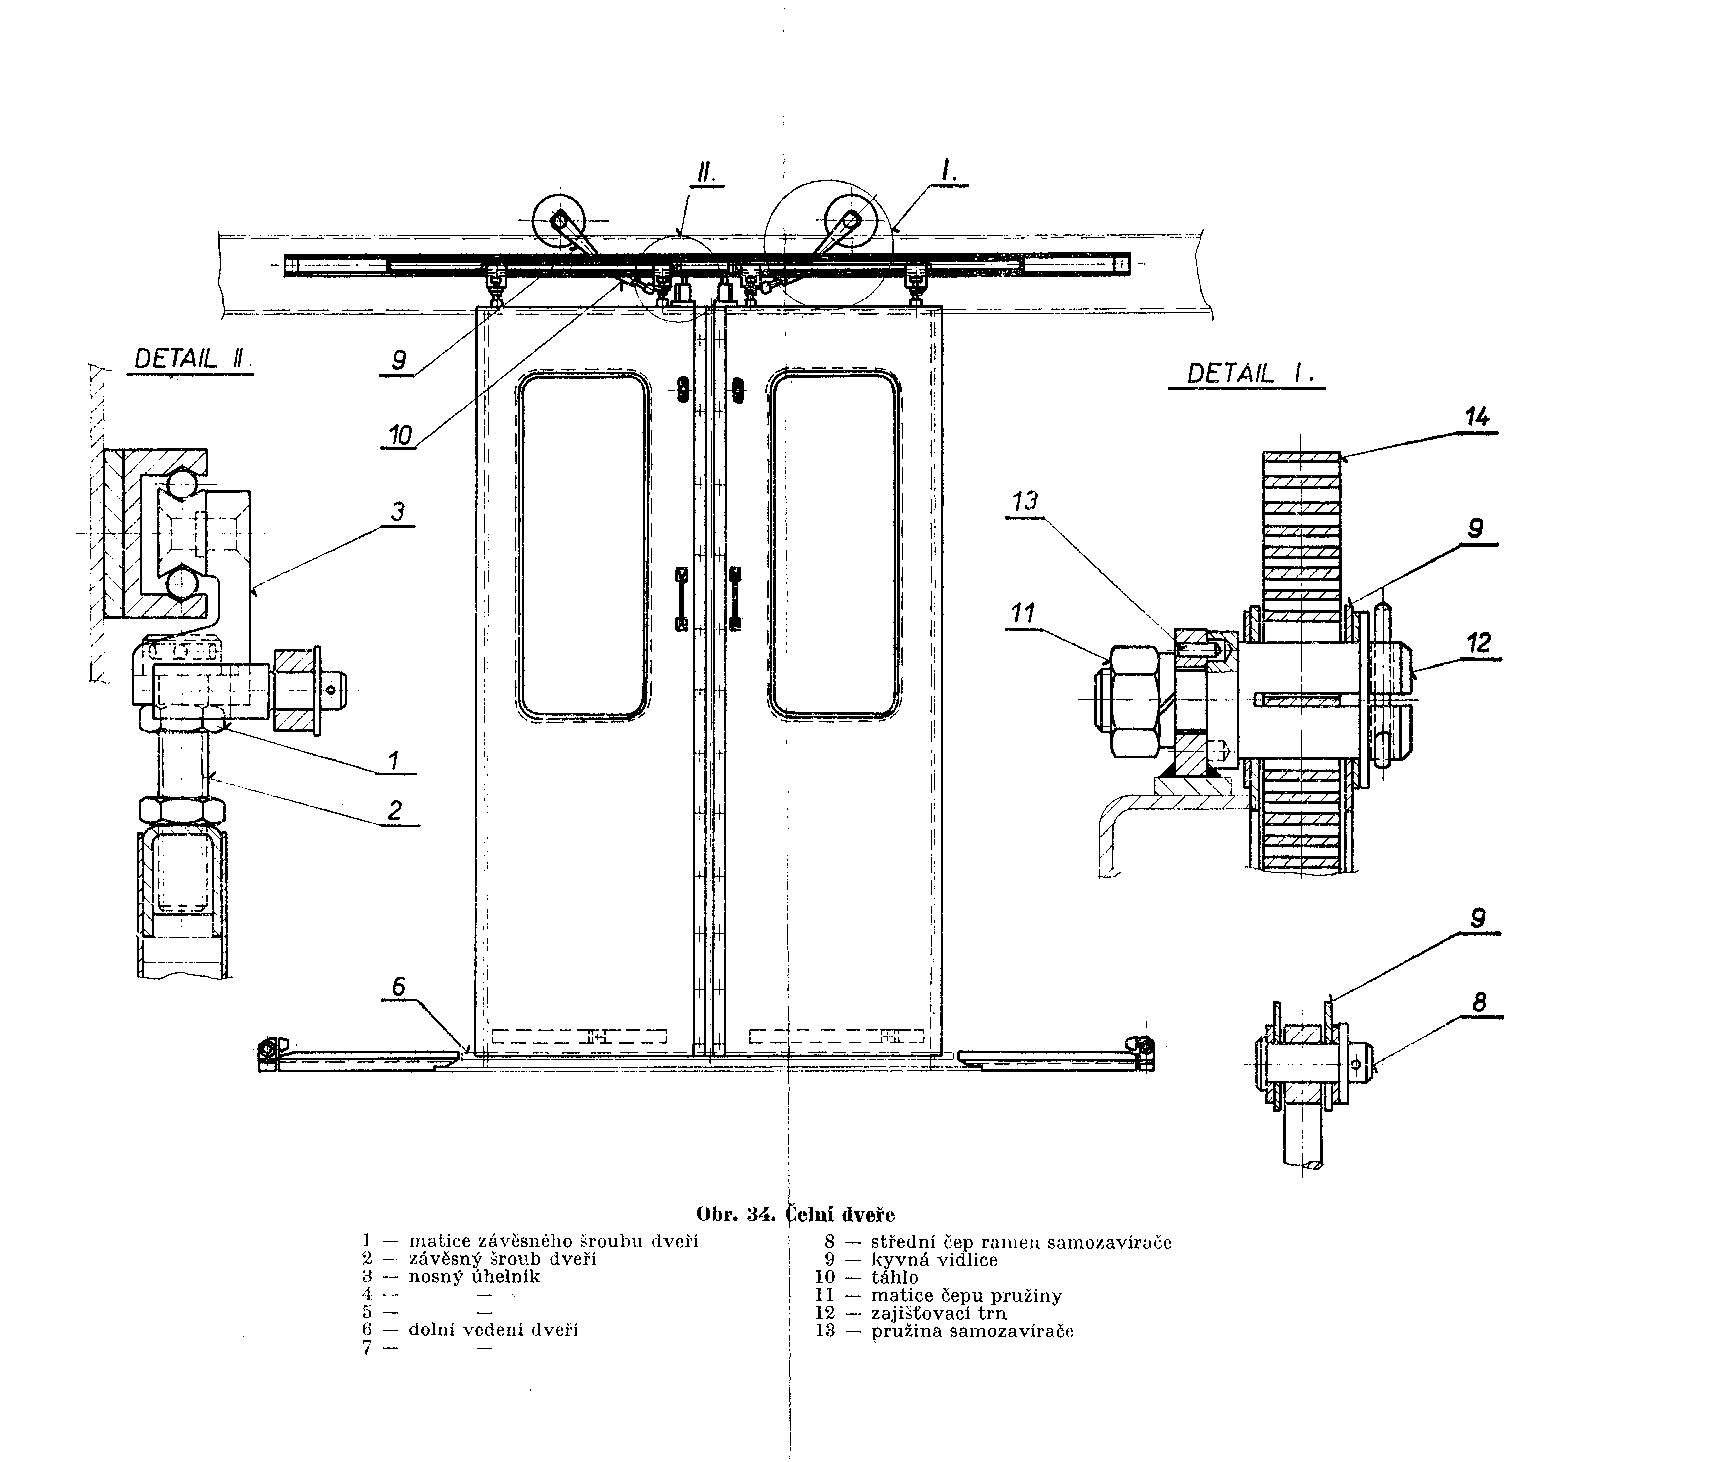 II.
I.
DETAIL II.
9
DETAIL I.
14
10
13
3
9
11
12
1
2
9
6
8
Obr. 34. Čelní dveře
1 — matice závěsného šroubu dveří
2 — závěsný šroub dveří
3 — nosný úhelník
4 — —
5 — —
6 — dolní vedení dveří
7 — —
8 — střední čep ramen samozavírače
9 — kyvná vidlice
10 — táhlo
11 — matice čepu pružiny
12 — zajišťovací trn
13 — pružina samozavírače